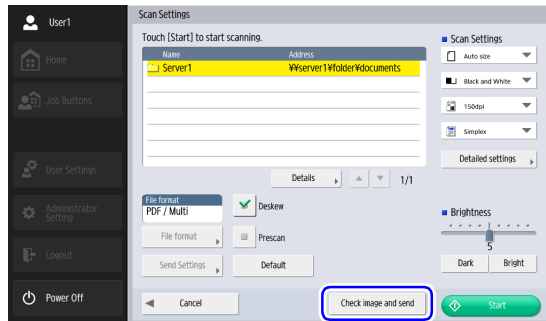 User1
Home
Job Buttons
User Settings
Administrator
Setting
Logout
Power Off
Scan Settings
Touch [Start] to start scanning.
Name Address
Server1 ¥¥server1¥folder¥documents
Details 1/1
File format
PDF / Multi
Deskew
File format
Prescan
Send Settings
Default
Cancel
Check image and send
Scan Settings
Auto size
Black and White
150dpi
Simplex
Detailed settings
Brightness
5
Dark Bright
Start